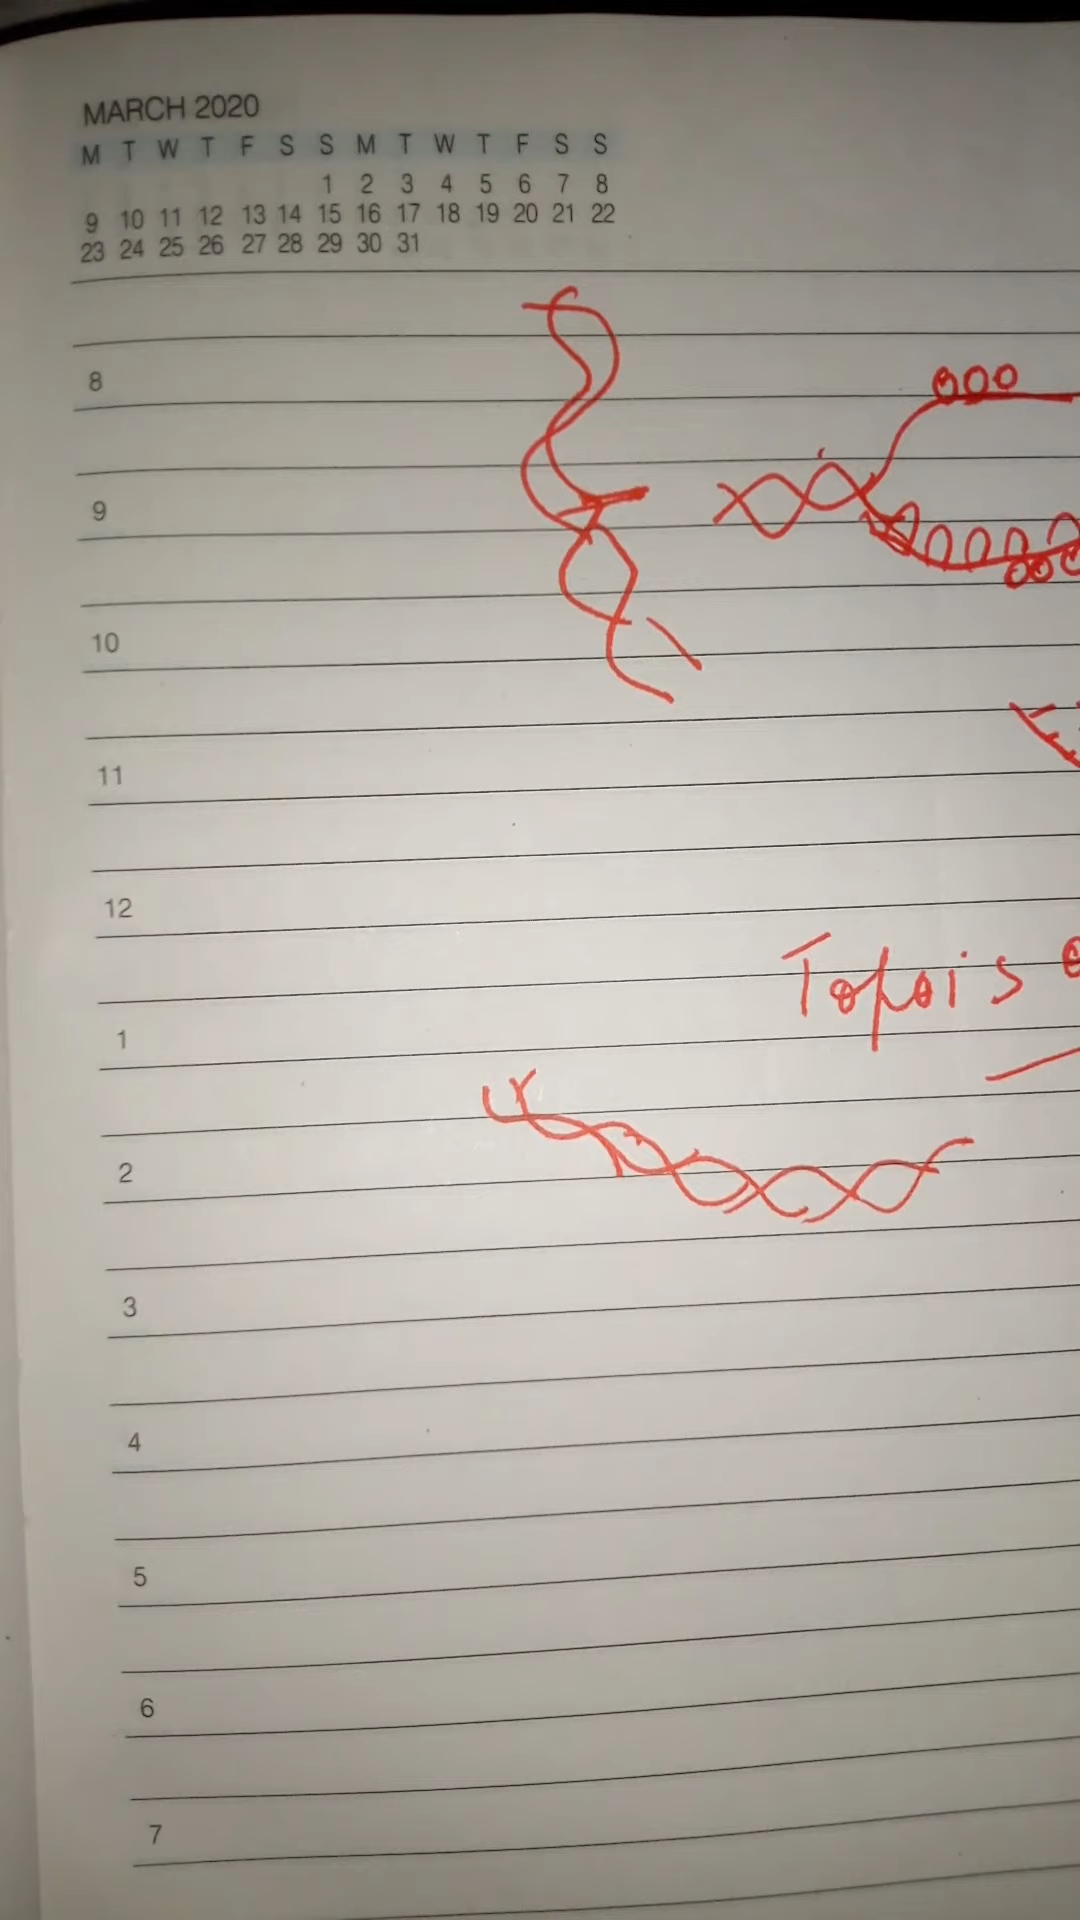 MARCH 2020
M T W T F S S M T W T F S S
1 2 3 4 5 6 7 8
9 10 11 12 13 14 15 16 17 18 19 20 21 22
23 24 25 26 27 28 29 30 31
8
9
10
11
12
Topois
1
2
3
4
5
6
7